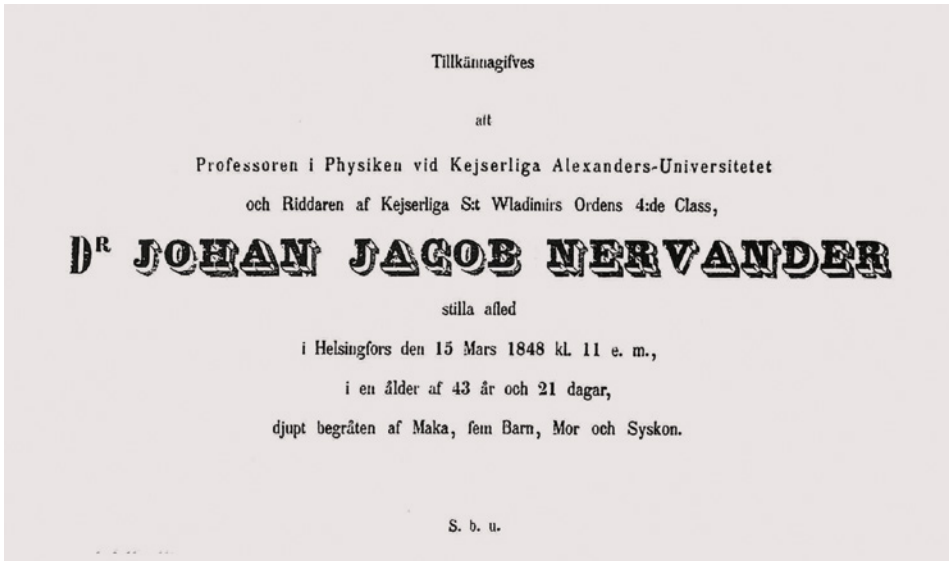 Tillkännagifves
att
Professoren i Physiken vid Kejserliga Alexanders-Universitetet
och Riddaren af Kejserliga S:t Wladimirs Ordens 4:de Class,
DR JOHAN JACOB NERVANDER
stilla afled
i Helsingfors den 15 Mars 1848 kl. 11 e. m.,
i en ålder af 43 år och 21 dagar,
djupt begråten af Maka, fem Barn, Mor och Syskon.
S. b. u.